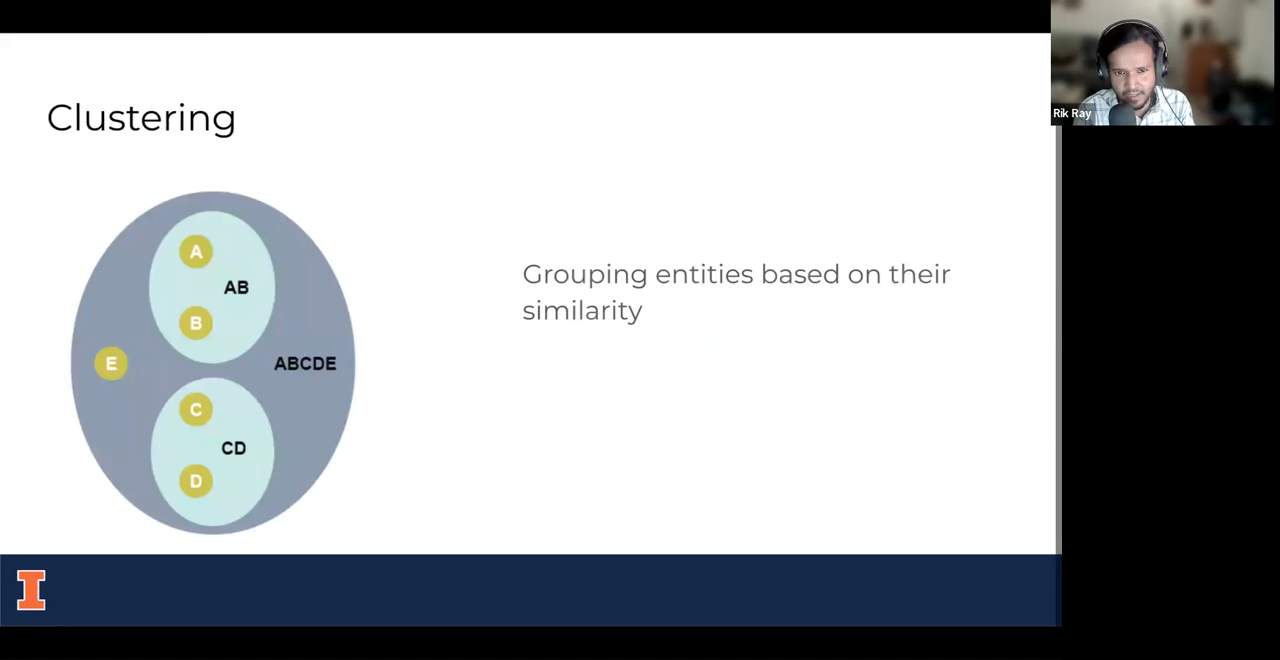 Rik Ray
Clustering
A
AB
B
Grouping entities based on their
similarity
E
ABCDE
C
CD
D
I